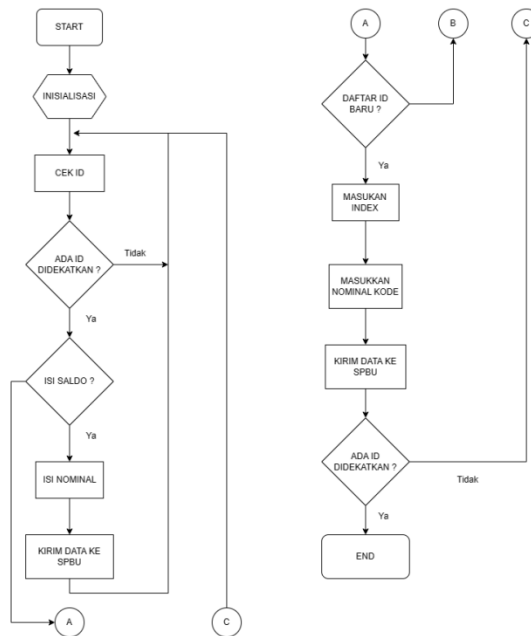 START
INISIALISASI
CEK ID
ADA ID
DIDEKATKAN ?
Tidak
Ya
ISI SALDO ?
Ya
ISI NOMINAL
KIRIM DATA KE
SPBU
A
C
A
B
C
DAFTAR ID
BARU ?
Ya
MASUKAN
INDEX
MASUKKAN
NOMINAL KODE
KIRIM DATA KE
SPBU
ADA ID
DIDEKATKAN ?
Tidak
Ya
END